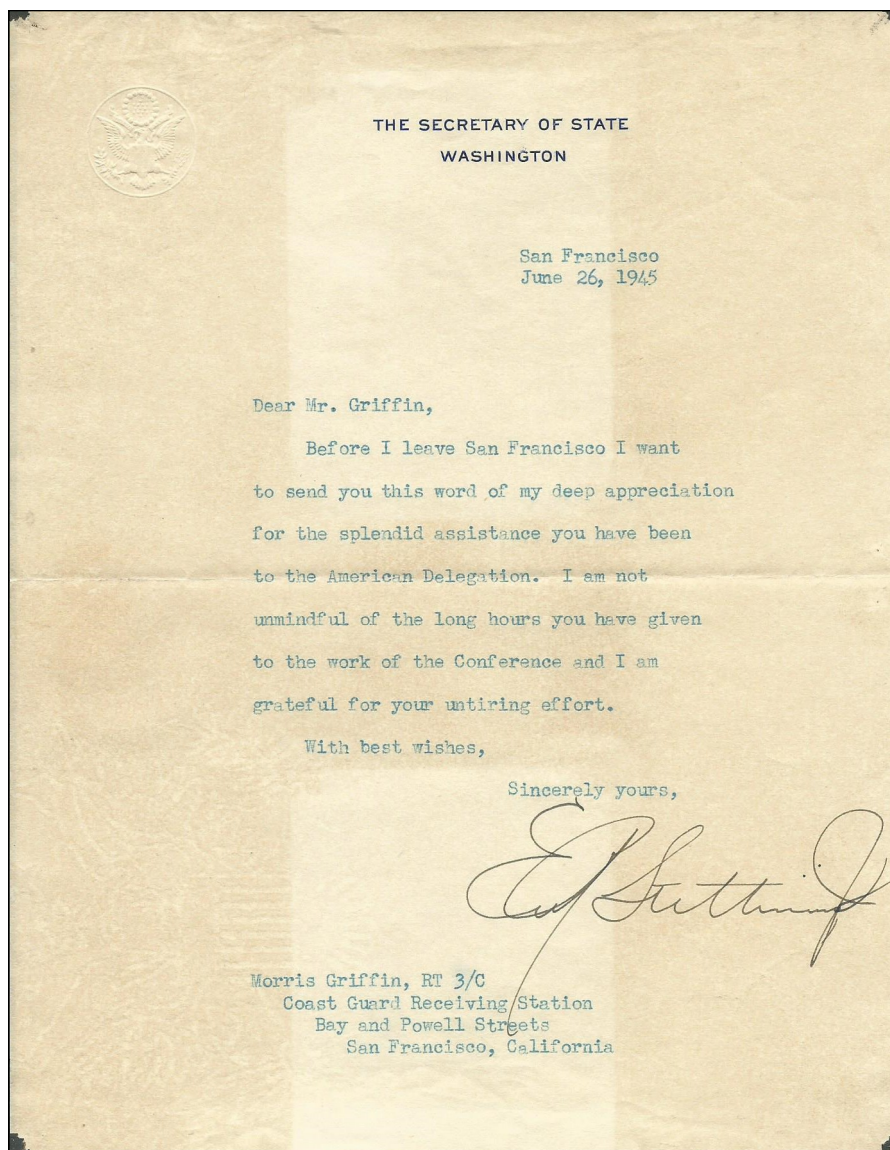 THE SECRETARY OF STATE
WASHINGTON
San Francisco
June 26, 1945
Dear Mr. Griffin,
Before I leave San Francisco I want
to send you this word of my deep appreciation
for the splendid assistance you have been
to the American Delegation.  I am not
unmindful of the long hours you have given
to the work of the Conference and I am
grateful for your untiring effort.
With best wishes,
Sincerely yours,
Morris Griffin, RT 3/C
Coast Guard Receiving Station
Bay and Powell Streets
San Francisco, California